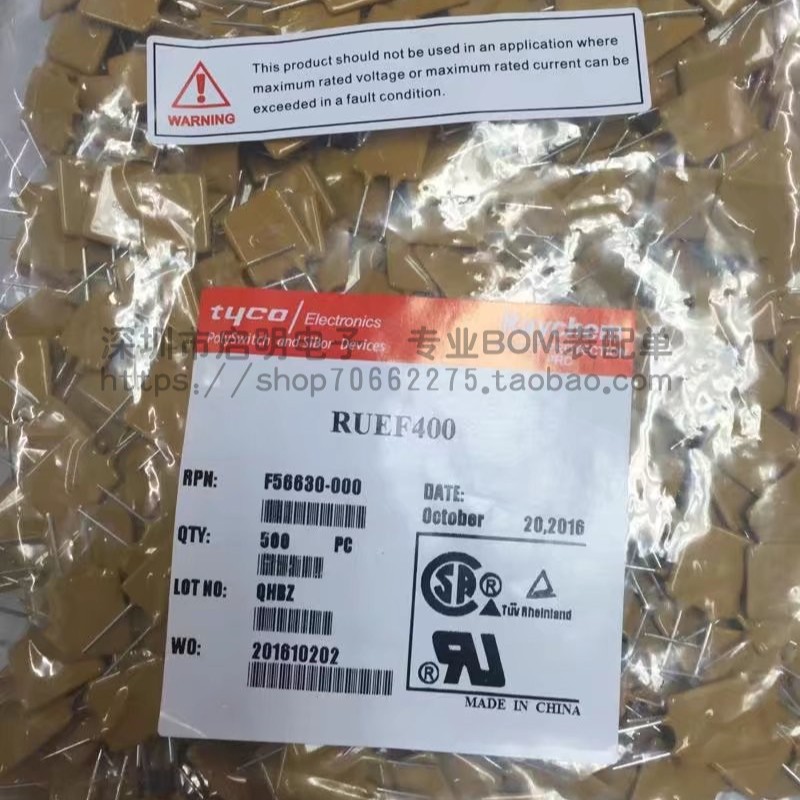 This product should not be used in an application where
maximum rated voltage or maximum rated current can be
exceeded in a fault condition.
WARNING
tyco / Electronics
PolySwitch and SiBar Devices
深圳市启明电子 专业BOM表配单
https://shop70662275.taobao.com
RUEF400
RPN: F56630-000
DATE:
October 20,2016
QTY: 500 PC
LOT NO: QHBZ
WO: 201610202
SA ®
TÜV Rheinland
® RU
MADE IN CHINA